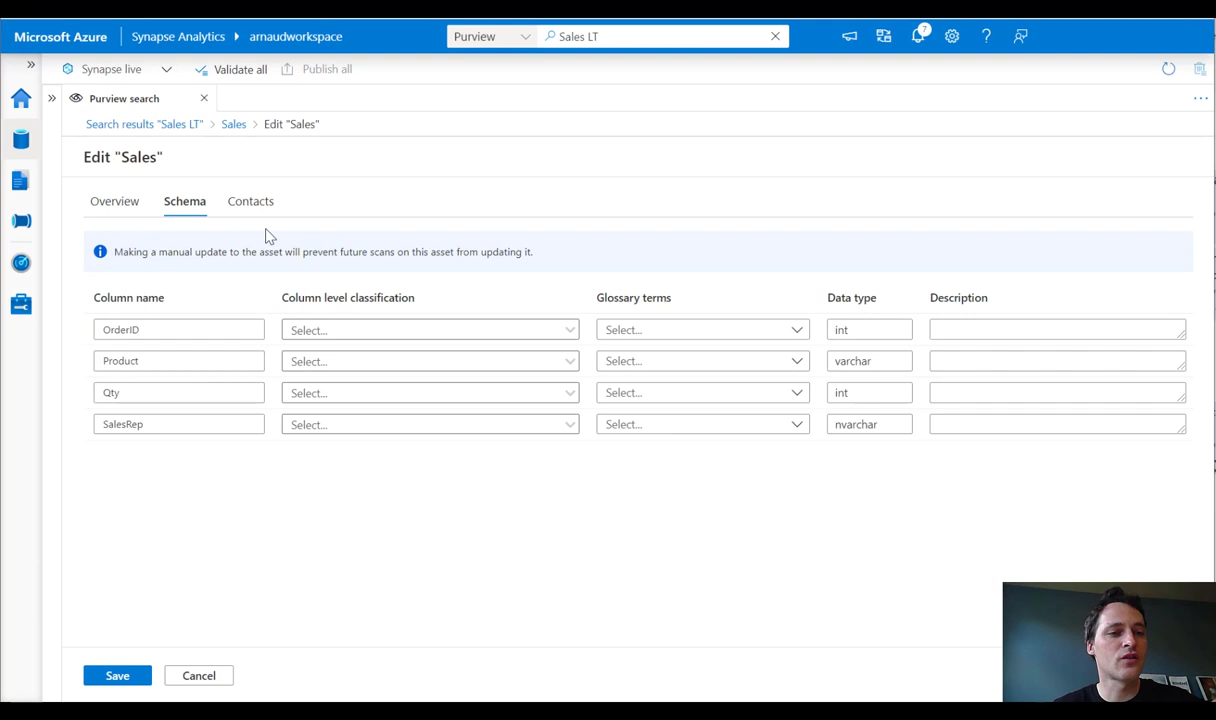 Microsoft Azure Synapse Analytics arnaudworkspace Purview Sales LT 7
Synapse live Validate all Publish all
Purview search
Search results "Sales LT" > Sales > Edit "Sales"
Edit "Sales"
Overview Schema Contacts
Making a manual update to the asset will prevent future scans on this asset from updating it.
Column name Column level classification Glossary terms Data type Description
OrderID Select... Select... int
Product Select... Select... varchar
Qty Select... Select... int
SalesRep Select... Select... nvarchar
Save Cancel